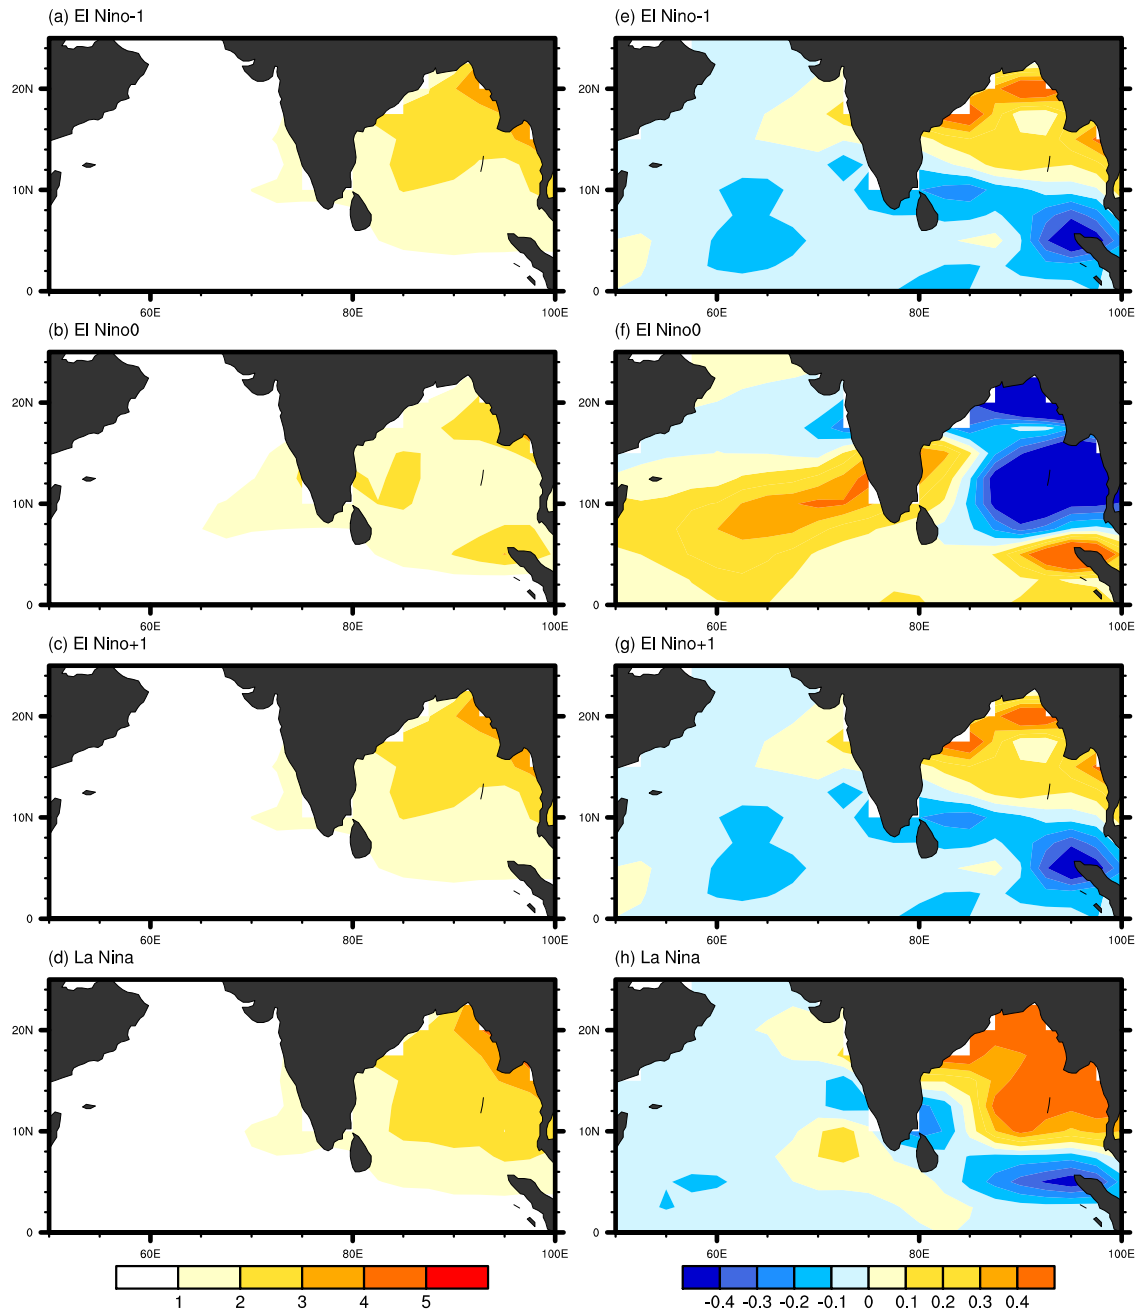 (a) El Nino-1
(e) El Nino-1
20N
10N
0
60E 80E 100E
20N
10N
0
60E 80E 100E
(b) El Nino0
(f) El Nino0
20N
10N
0
60E 80E 100E
20N
10N
0
60E 80E 100E
(c) El Nino+1
(g) El Nino+1
20N
10N
0
60E 80E 100E
20N
10N
0
60E 80E 100E
(d) La Nina
(h) La Nina
20N
10N
0
60E 80E 100E
20N
10N
0
60E 80E 100E
1 2 3 4 5
-0.4 -0.3 -0.2 -0.1 0 0.1 0.2 0.3 0.4